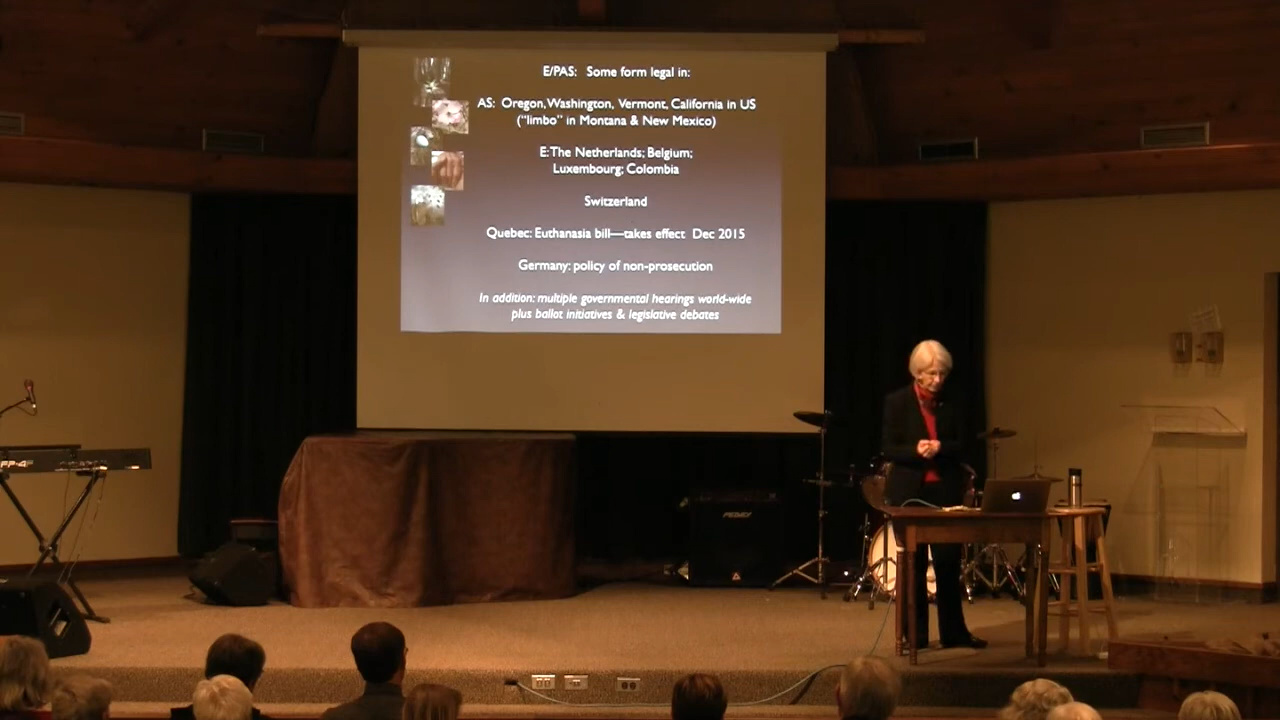 E/PAS: Some form legal in:
AS: Oregon, Washington, Vermont, California in US
("limbo" in Montana & New Mexico)
E: The Netherlands; Belgium;
Luxembourg; Colombia
Switzerland
Quebec: Euthanasia bill—takes effect Dec 2015
Germany: policy of non-prosecution
In addition: multiple governmental hearings world-wide
plus ballot initiatives & legislative debates
PEAVEY